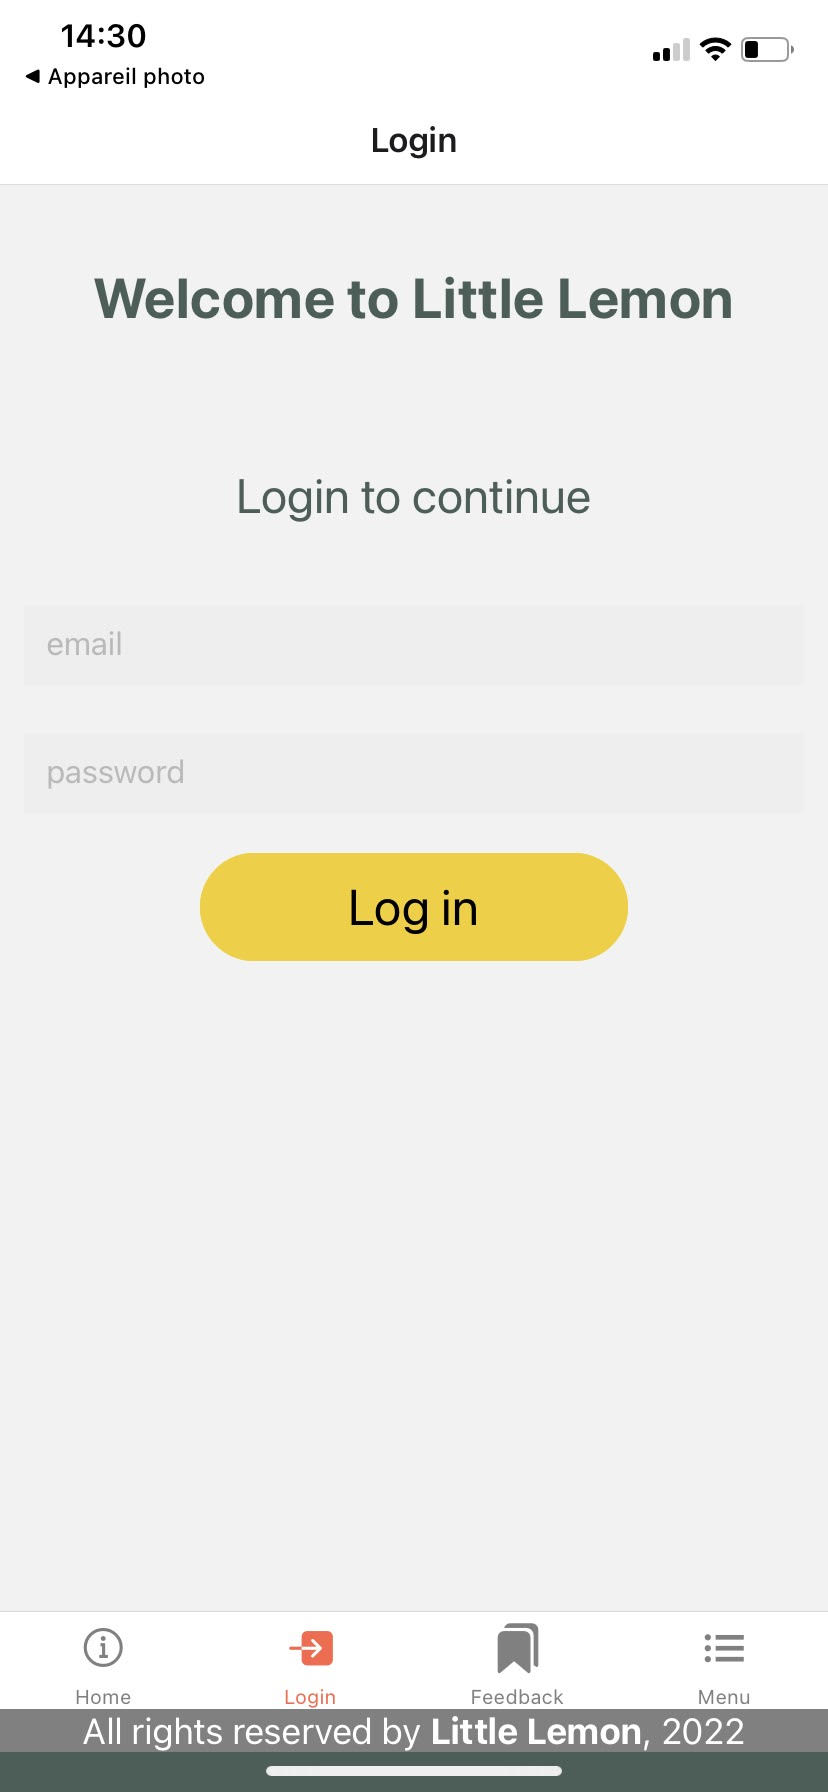 14:30
◀ Appareil photo
Login
Welcome to Little Lemon
Login to continue
email
password
Log in
Home Login Feedback Menu
All rights reserved by Little Lemon, 2022